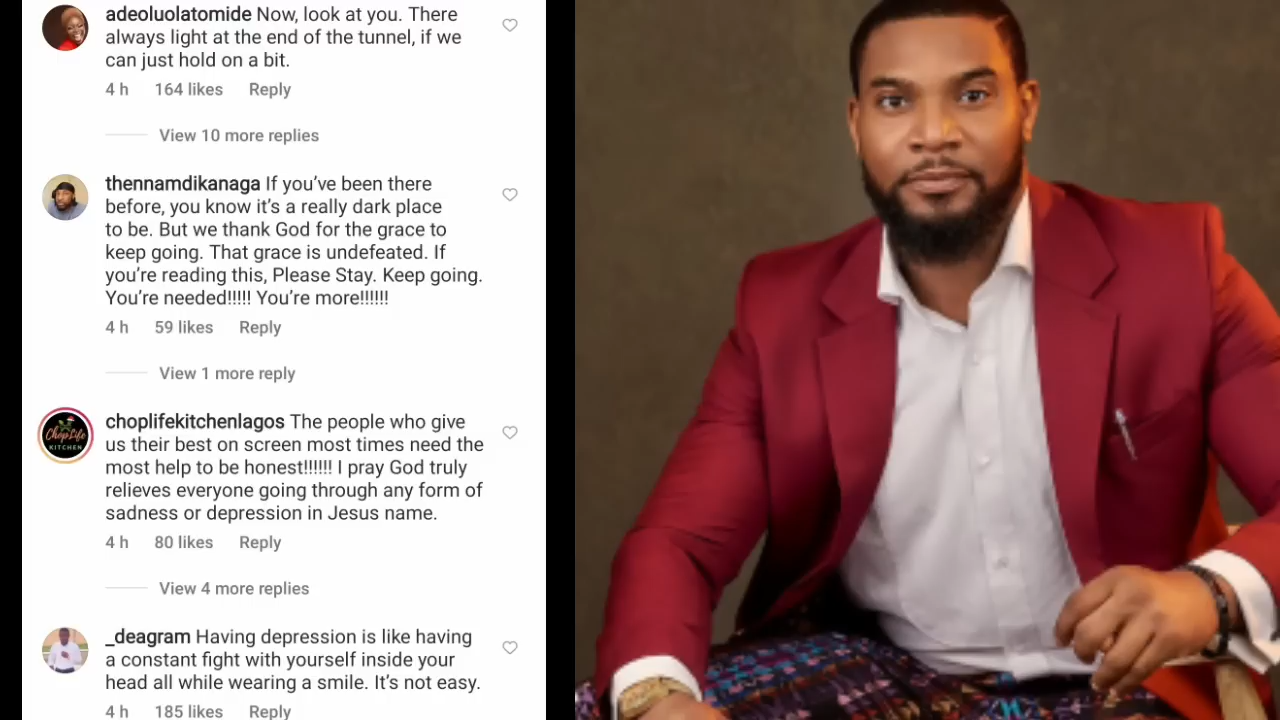 adeoluolatomide Now, look at you. There
always light at the end of the tunnel, if we
can just hold on a bit.
4 h 164 likes Reply
View 10 more replies
thennamdikanaga If you've been there
before, you know it's a really dark place
to be. But we thank God for the grace to
keep going. That grace is undefeated. If
you're reading this, Please Stay. Keep going.
You're needed!!!!! You're more!!!!!!
4 h 59 likes Reply
View 1 more reply
ChopLife
KITCHEN
choplifekitchenlagos The people who give
us their best on screen most times need the
most help to be honest!!!!!! I pray God truly
relieves everyone going through any form of
sadness or depression in Jesus name.
4 h 80 likes Reply
View 4 more replies
_deagram Having depression is like having
a constant fight with yourself inside your
head all while wearing a smile. It's not easy.
4 h 185 likes Reply